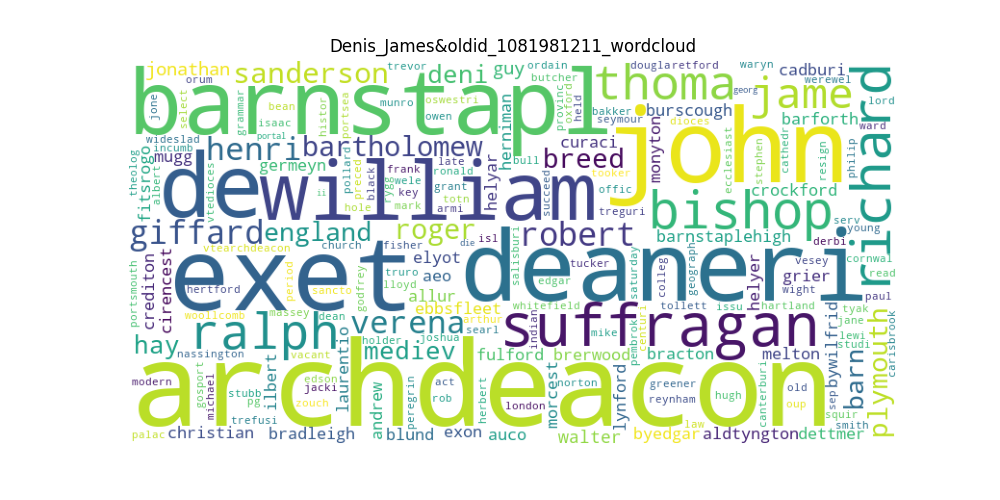 Denis_James&oldid_1081981211_wordcloud
barnstapl
john
william
de
exet
deaneri
archdeacon
suffragan
bishop
richard
thoma
jame
ralph
sanderson
jonathan
orum
trevor
deni
guy
ordain
butcher
douglaretford
waryn
cadburi
werewel
lord
georg
jone
select
grammar
bean
isaac
histor
portsea
munro
oswestri
owen
herniman
provinc
oxford
held
bakker
burscough
barforth
ward
wideslad
incumb
mugg
henri
bartholomew
curaci
breed
monyton
seymour
dioces
ecclesiast
stephen
cathedr
resign
philip
theolog
albert
fitsrogo
vtedioces
germeyn
pollard
preced
black
frank
rygg
powele
key
mark
late
ronald
grant
totn
armi
helyar
bull
succeed
offic
tooker
treguri
crockford
serv
young
giffard
england
roger
robert
isl
barnstaplehigh
derbi
vtearchdeacon
church
fisher
die
elyot
salisburi
tucker
colleg
geograph
vesey
cornwal
read
portsmouth
crediton
cirencest
hertford
period
sancto
godfrey
truro
lloyd
aeo
allur
ebbsfleet
edgar
saturday
helyer
grier
wight
paul
woollcomb
massey
dean
arthur
whitefield
tollett
issu
hartland
tyak
jane
lewi
studi
carisbrook
hay
verena
searl
indian
mike
centuri
pembrok
bywilfrid
sep
barn
plymouth
nassington
vacant
laurentio
holder
joshua
mediev
fulford
brerwood
bracton
melton
modern
gosport
michael
stubb
pg
ilbert
edson
jacki
zouch
trefusi
andrew
peregrin
act
rob
herbert
london
morcest
norton
lynford
greener
reynham
hugh
law
canterburi
old
oup
squir
smith
palac
christian
bradleigh
blund
exon
auco
walter
byedgar
aldtyngton
dettmer
portal
ii
hole